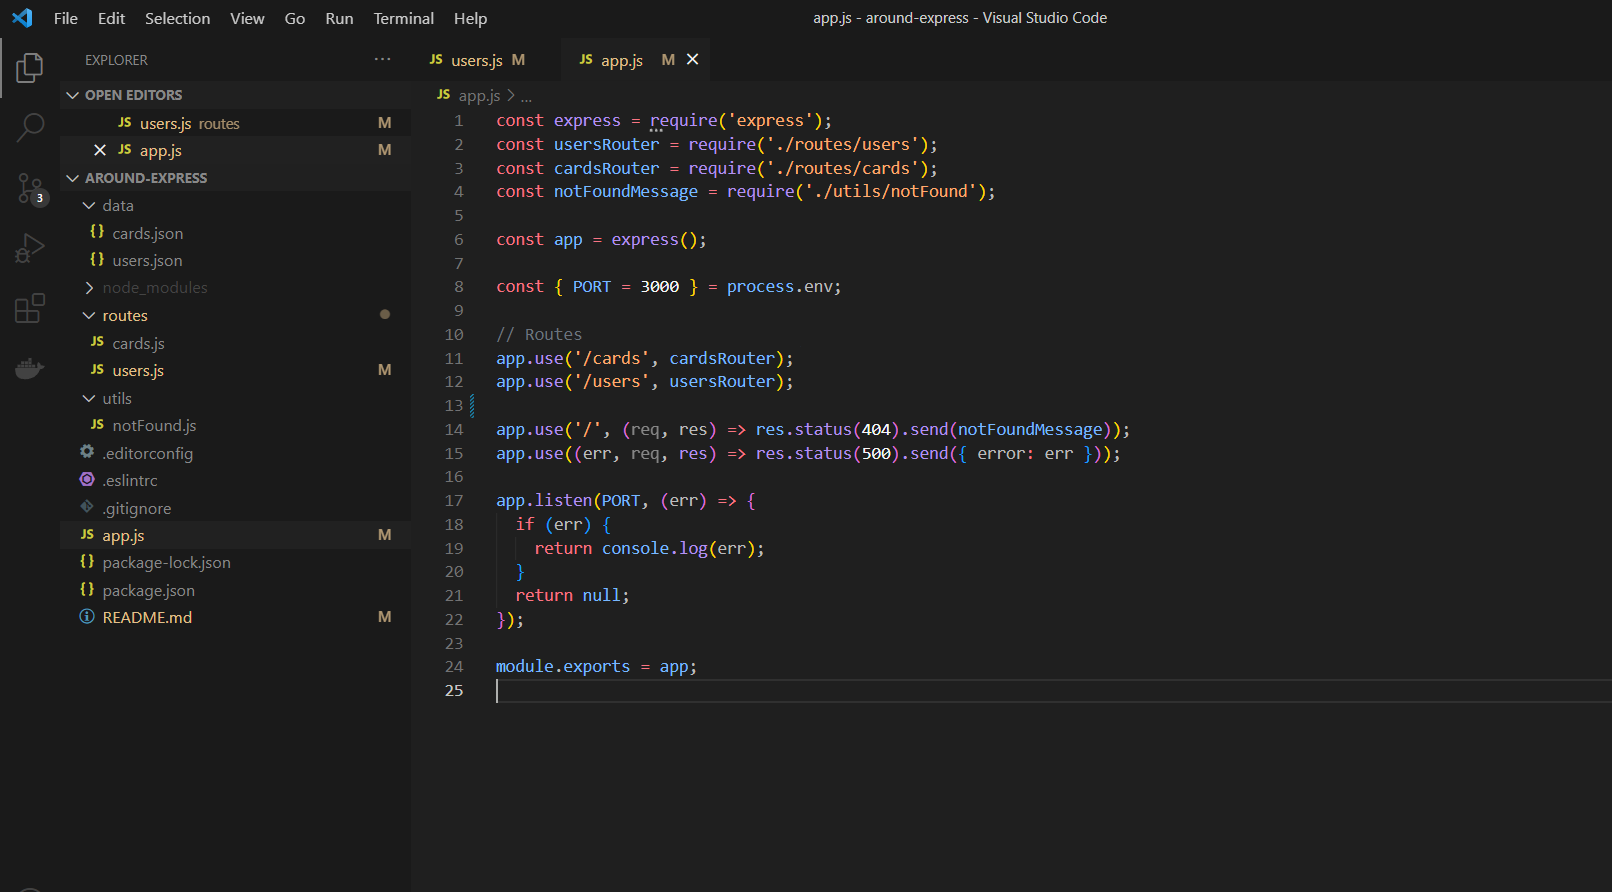 File Edit Selection View Go Run Terminal Help
app.js - around-express - Visual Studio Code
EXPLORER ···
OPEN EDITORS
JS users.js routes M
JS app.js M
AROUND-EXPRESS
data
{} cards.json
{} users.json
node_modules
routes
JS cards.js
JS users.js M
utils
JS notFound.js
.editorconfig
.eslintrc
.gitignore
JS app.js M
{} package-lock.json
{} package.json
README.md M
3
JS users.js M
JS app.js M
JS app.js > ...
1 const express = require('express');
2 const usersRouter = require('./routes/users');
3 const cardsRouter = require('./routes/cards');
4 const notFoundMessage = require('./utils/notFound');
5
6 const app = express();
7
8 const { PORT = 3000 } = process.env;
9
10 // Routes
11 app.use('/cards', cardsRouter);
12 app.use('/users', usersRouter);
13
14 app.use('/', (req, res) => res.status(404).send(notFoundMessage));
15 app.use((err, req, res) => res.status(500).send({ error: err }));
16
17 app.listen(PORT, (err) => {
18 if (err) {
19 return console.log(err);
20 }
21 return null;
22 });
23
24 module.exports = app;
25